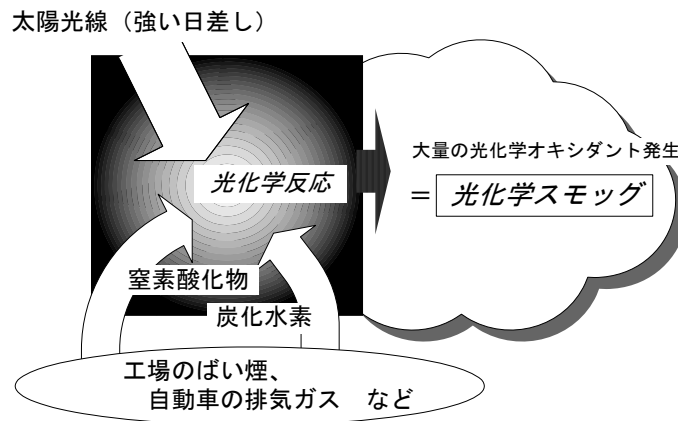 太陽光線（強い日差し）
光化学反応
大量の光化学オキシダント発生
＝ 光化学スモッグ
窒素酸化物
炭化水素
工場のばい煙、
自動車の排気ガス　など